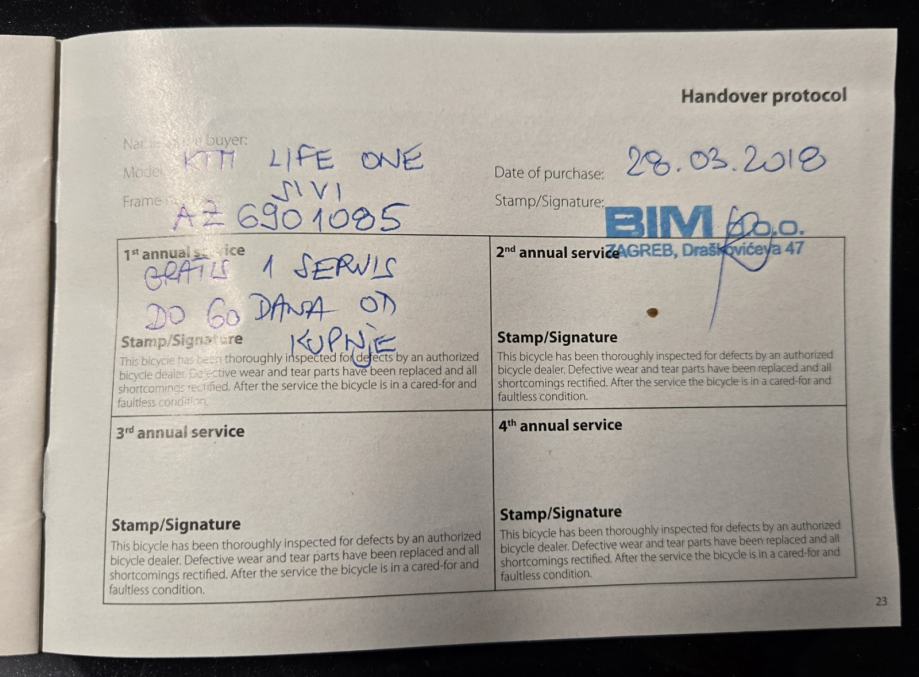 Handover protocol
Name of the buyer:
Model: KTM LIFE ONE
SIVI
Date of purchase: 28.03.2018
Frame AZ 6901085
Stamp/Signature:
BIM d.o.o.
ZAGREB, Draškovićeva 47
1st annual service
GRATIS 1 SERVIS
DO 60 DANA OD
KUPNJE
Stamp/Signature
This bicycle has been thoroughly inspected for defects by an authorized
bicycle dealer. Defective wear and tear parts have been replaced and all
shortcomings rectified. After the service the bicycle is in a cared-for and
faultless condition.
2nd annual service
Stamp/Signature
This bicycle has been thoroughly inspected for defects by an authorized
bicycle dealer. Defective wear and tear parts have been replaced and all
shortcomings rectified. After the service the bicycle is in a cared-for and
faultless condition.
3rd annual service
Stamp/Signature
This bicycle has been thoroughly inspected for defects by an authorized
bicycle dealer. Defective wear and tear parts have been replaced and all
shortcomings rectified. After the service the bicycle is in a cared-for and
faultless condition.
4th annual service
Stamp/Signature
This bicycle has been thoroughly inspected for defects by an authorized
bicycle dealer. Defective wear and tear parts have been replaced and all
shortcomings rectified. After the service the bicycle is in a cared-for and
faultless condition.
23